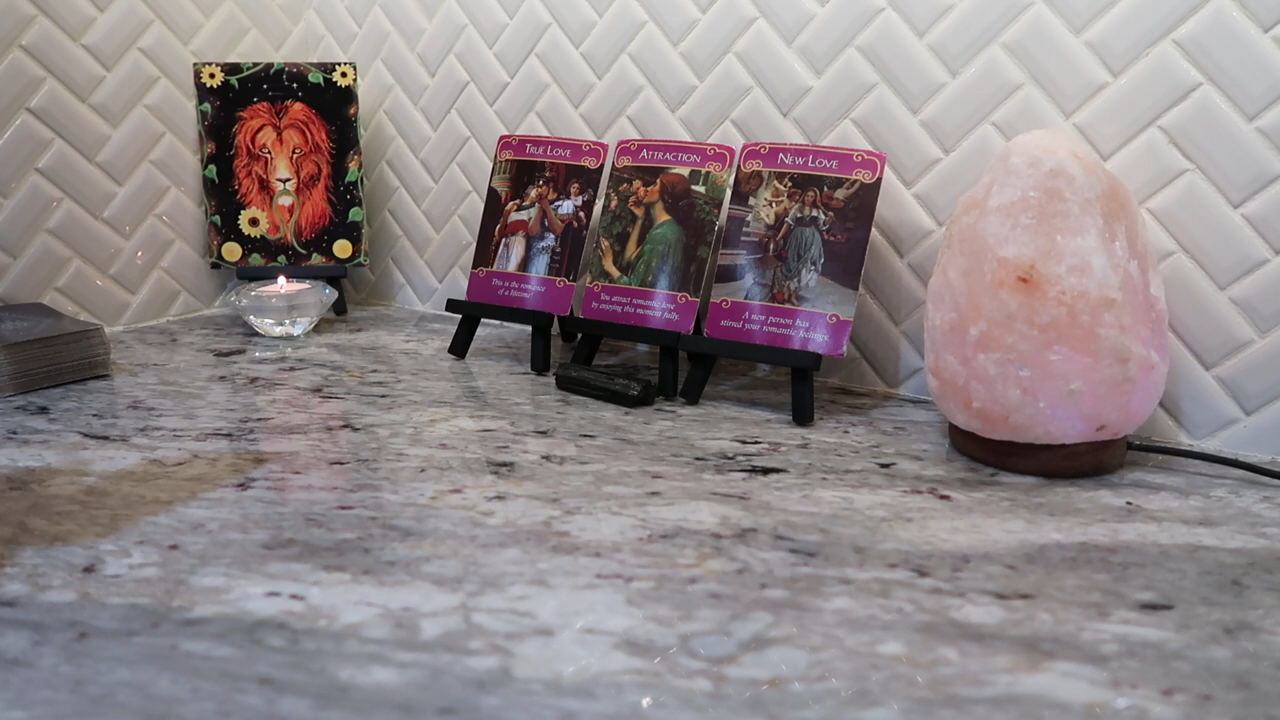 TRUE LOVE
This is the romance
of a lifetime!
ATTRACTION
You attract romantic love
by enjoying this moment fully.
NEW LOVE
A new person has
stirred your romantic feelings.